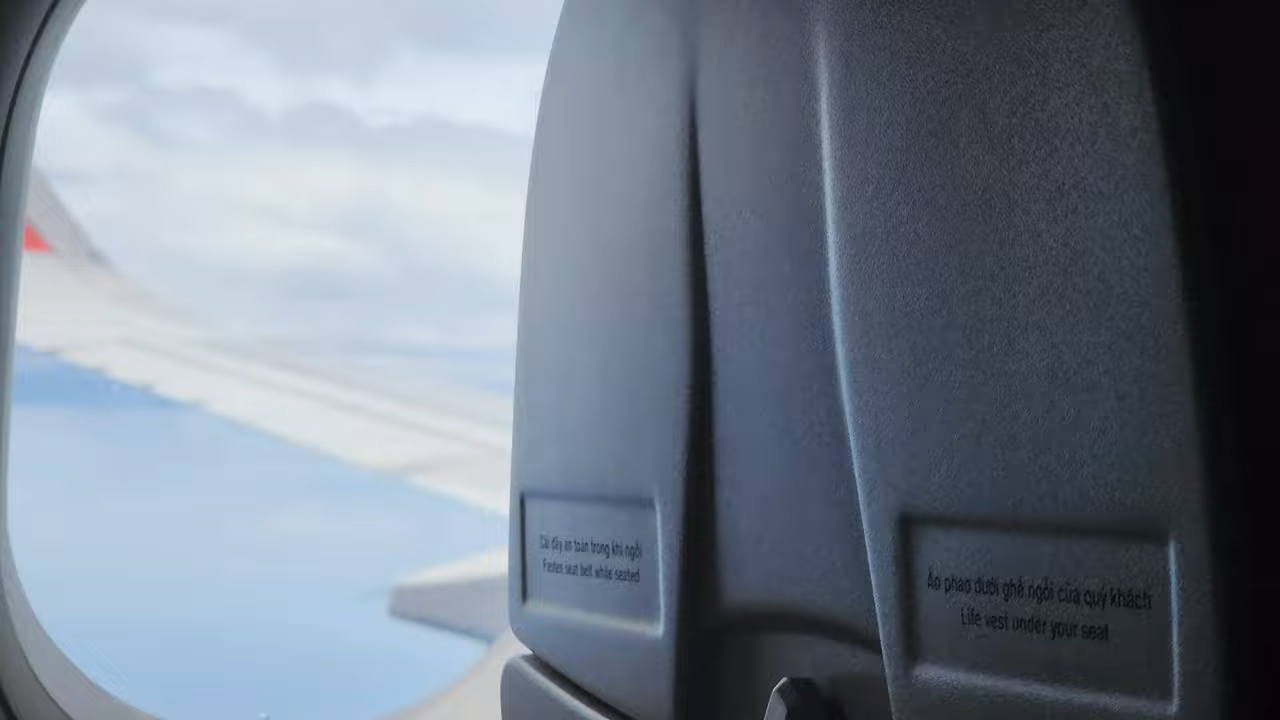 Cài dây an toàn trong khi ngồi
Fasten seat belt while seated
Áo phao dưới ghế ngồi của quý khách
Life vest under your seat